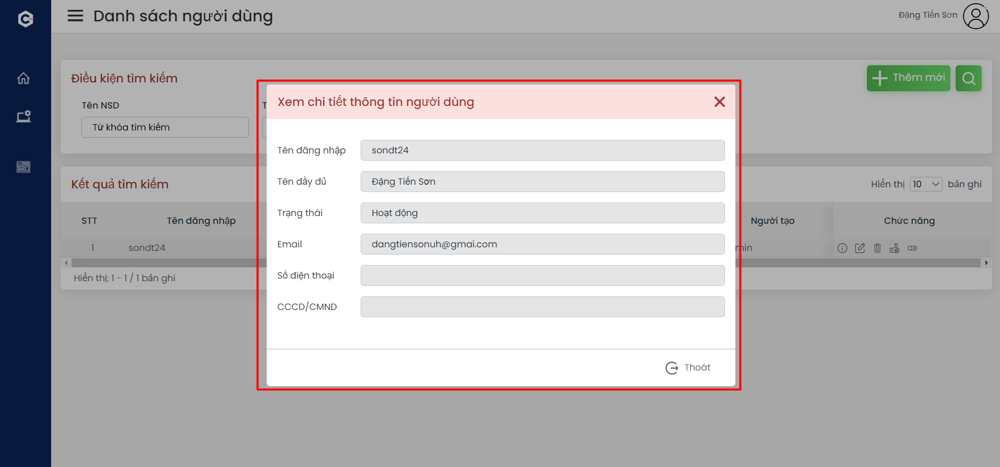 Danh sách người dùng
Đặng Tiến Sơn
Điều kiện tìm kiếm
Thêm mới
Tên NSD
T
Từ khóa tìm kiếm
Xem chi tiết thông tin người dùng
Tên đăng nhập
sondt24
Tên đầy đủ
Đặng Tiến Sơn
Trạng thái
Hoạt động
Email
dangtiensonuh@gmai.com
Số điện thoại
CCCD/CMND
Thoát
Kết quả tìm kiếm
Hiển thị 10 bản ghi
STT
Tên đăng nhập
Người tạo
Chức năng
1
sondt24
min
Hiển thị: 1 - 1 / 1 bản ghi